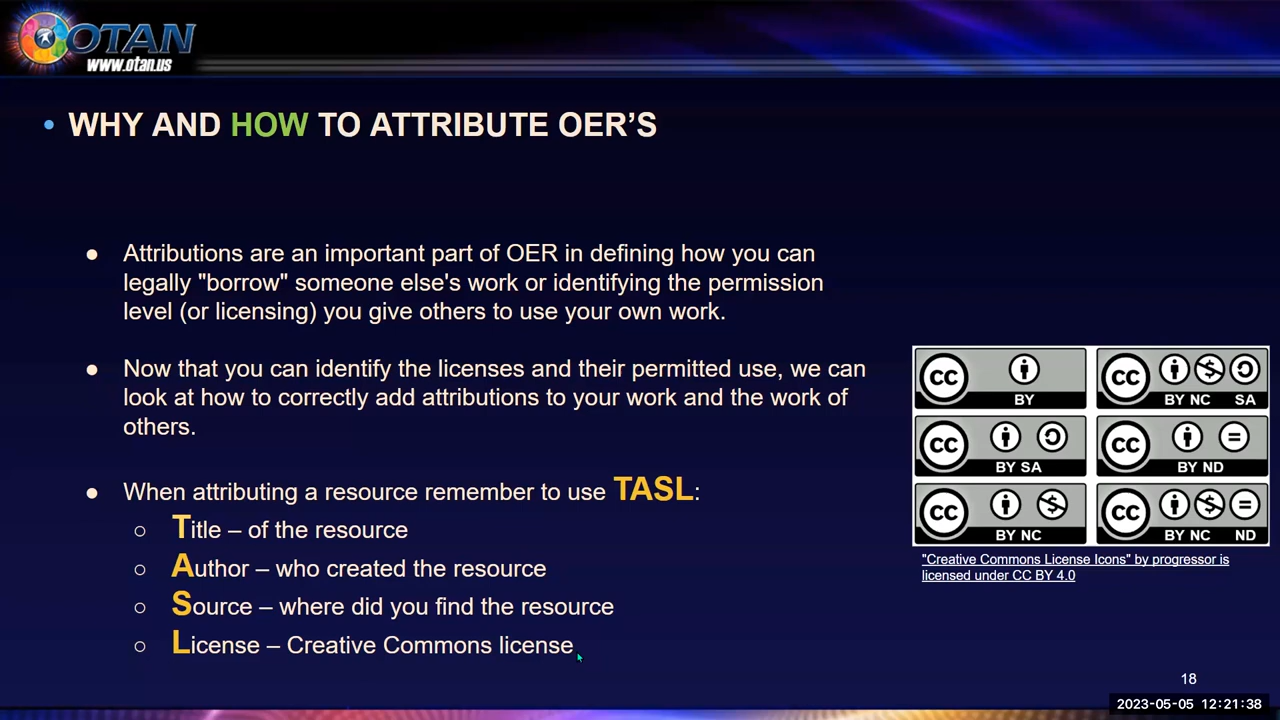 OTAN
www.otan.us
• WHY AND HOW TO ATTRIBUTE OER’S
● Attributions are an important part of OER in defining how you can
legally "borrow" someone else's work or identifying the permission
level (or licensing) you give others to use your own work.
● Now that you can identify the licenses and their permitted use, we can
look at how to correctly add attributions to your work and the work of
others.
● When attributing a resource remember to use TASL:
○ Title – of the resource
○ Author – who created the resource
○ Source – where did you find the resource
○ License – Creative Commons license
CC BY
CC BY NC SA
CC BY SA
CC BY ND
CC BY NC
CC BY NC ND
"Creative Commons License Icons" by progressor is
licensed under CC BY 4.0
18
2023-05-05 12:21:38